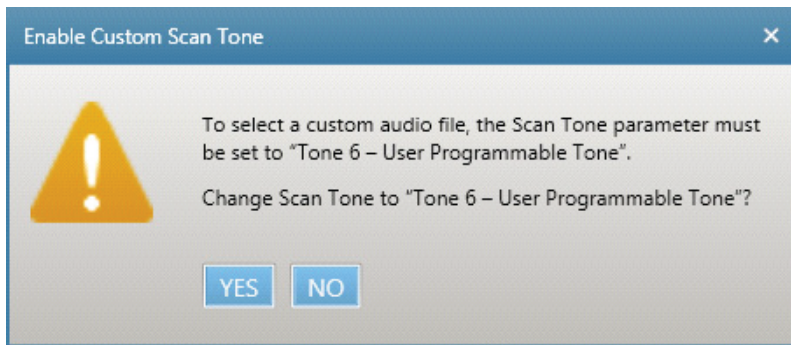 Enable Custom Scan Tone
To select a custom audio file, the Scan Tone parameter must
be set to “Tone 6 – User Programmable Tone”.
Change Scan Tone to “Tone 6 – User Programmable Tone”?
YES NO